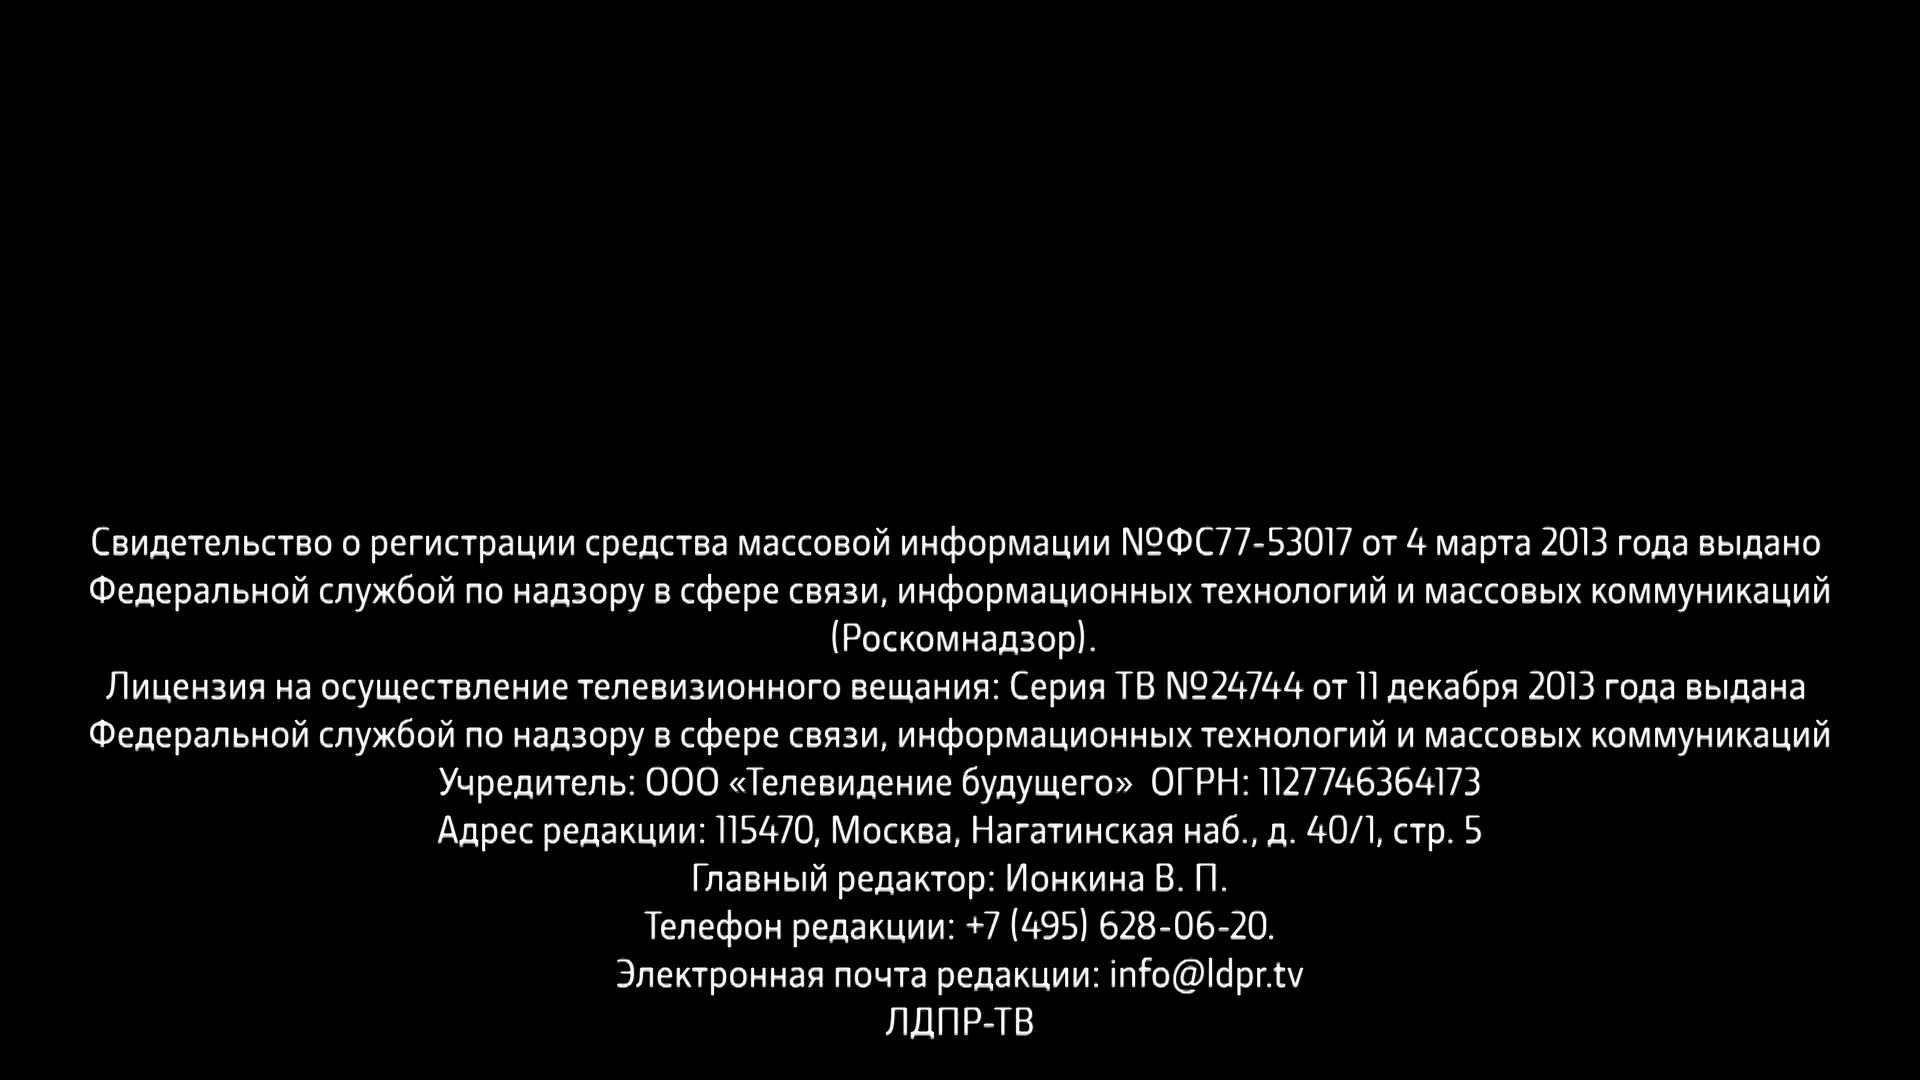 Свидетельство о регистрации средства массовой информации №ФС77-53017 от 4 марта 2013 года выдано
Федеральной службой по надзору в сфере связи, информационных технологий и массовых коммуникаций
(Роскомнадзор).
Лицензия на осуществление телевизионного вещания: Серия ТВ №24744 от 11 декабря 2013 года выдана
Федеральной службой по надзору в сфере связи, информационных технологий и массовых коммуникаций
Учредитель: ООО «Телевидение будущего»  ОГРН: 1127746364173
Адрес редакции: 115470, Москва, Нагатинская наб., д. 40/1, стр. 5
Главный редактор: Ионкина В. П.
Телефон редакции: +7 (495) 628-06-20.
Электронная почта редакции: info@ldpr.tv
ЛДПР-ТВ